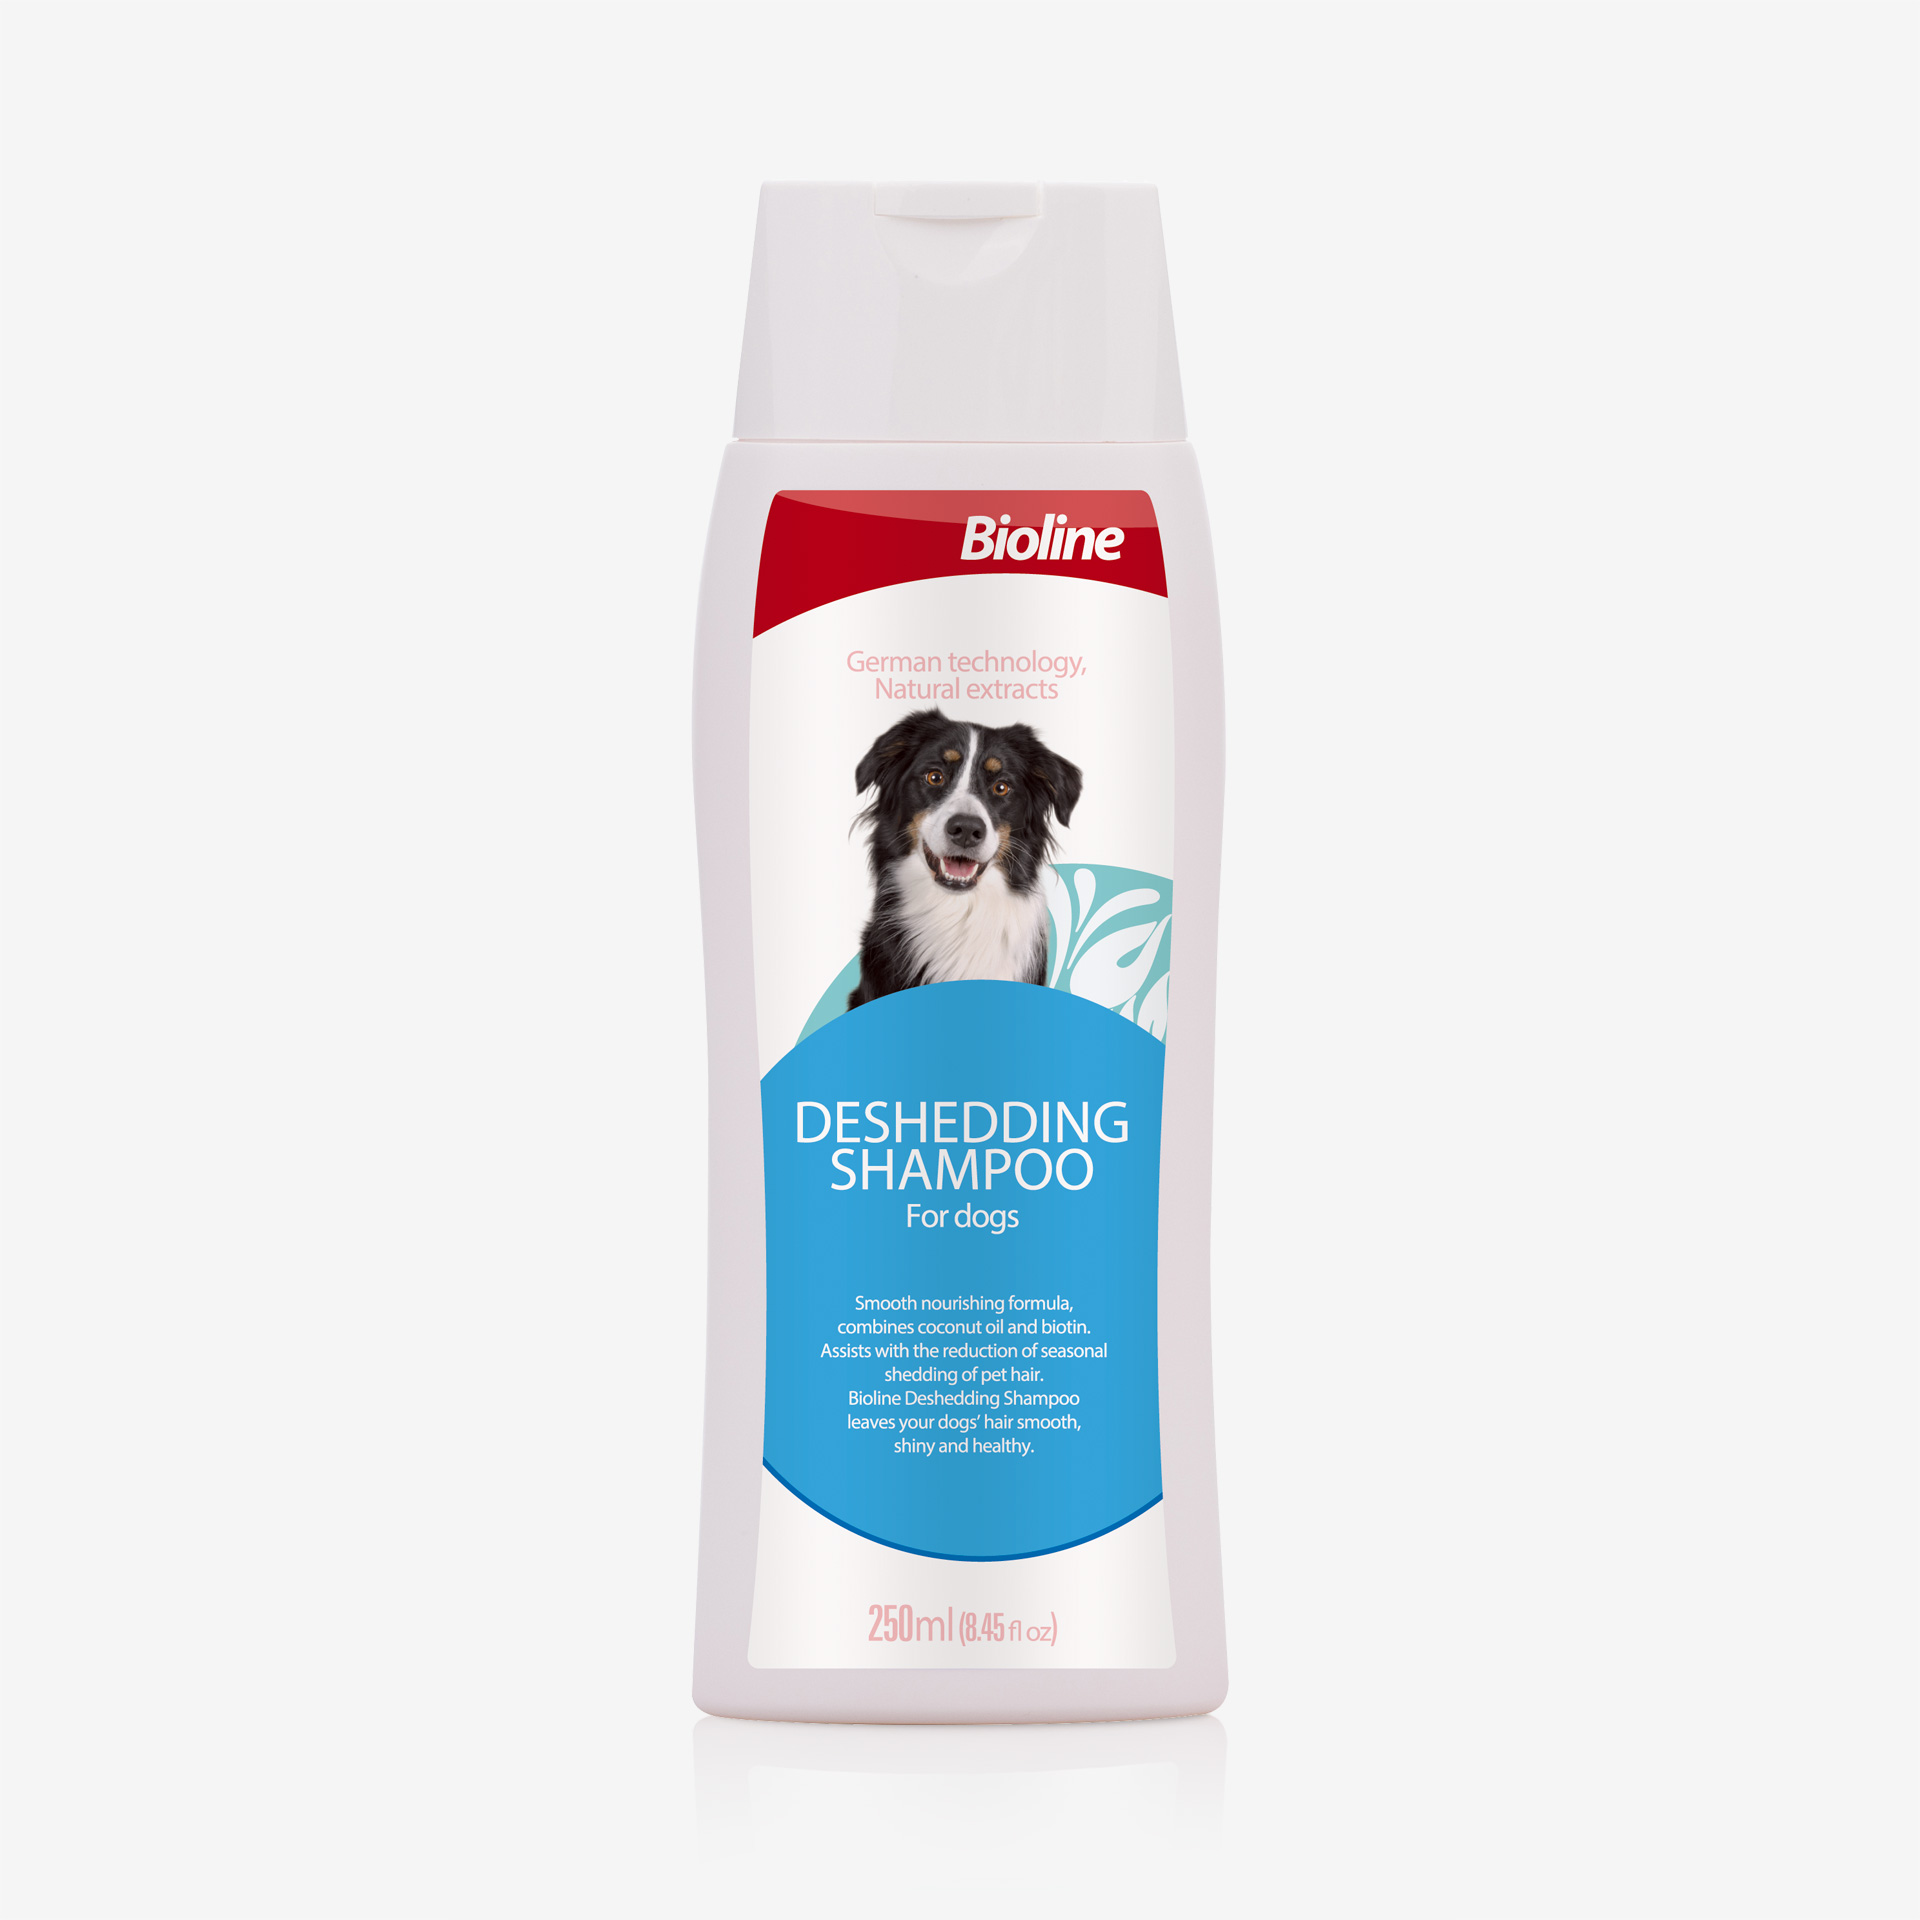 Bioline
German technology,
Natural extracts
DESHEDDING
SHAMPOO
For dogs
Smooth nourishing formula,
combines coconut oil and biotin.
Assists with the reduction of seasonal
shedding of pet hair.
Bioline Deshedding Shampoo
leaves your dogs’ hair smooth,
shiny and healthy.
250ml (8.45 fl oz)